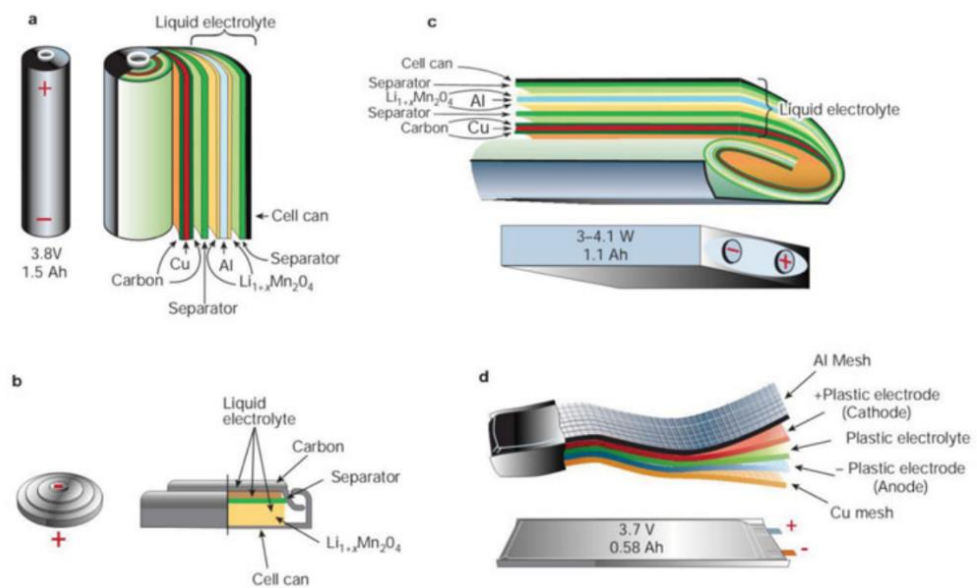 a
Liquid electrolyte
+
−
3.8V
1.5 Ah
Cell can
Separator
Cu
Al
Carbon
Li1+xMn2O4
Separator
c
Cell can
Separator
Li1+xMn2O4
Al
Separator
Carbon
Cu
Liquid electrolyte
3–4.1 W
1.1 Ah
−
+
b
Liquid
electrolyte
Carbon
Separator
Li1+xMn2O4
Cell can
−
+
d
Al Mesh
+Plastic electrode
(Cathode)
Plastic electrolyte
− Plastic electrode
(Anode)
Cu mesh
3.7 V
0.58 Ah
+
-